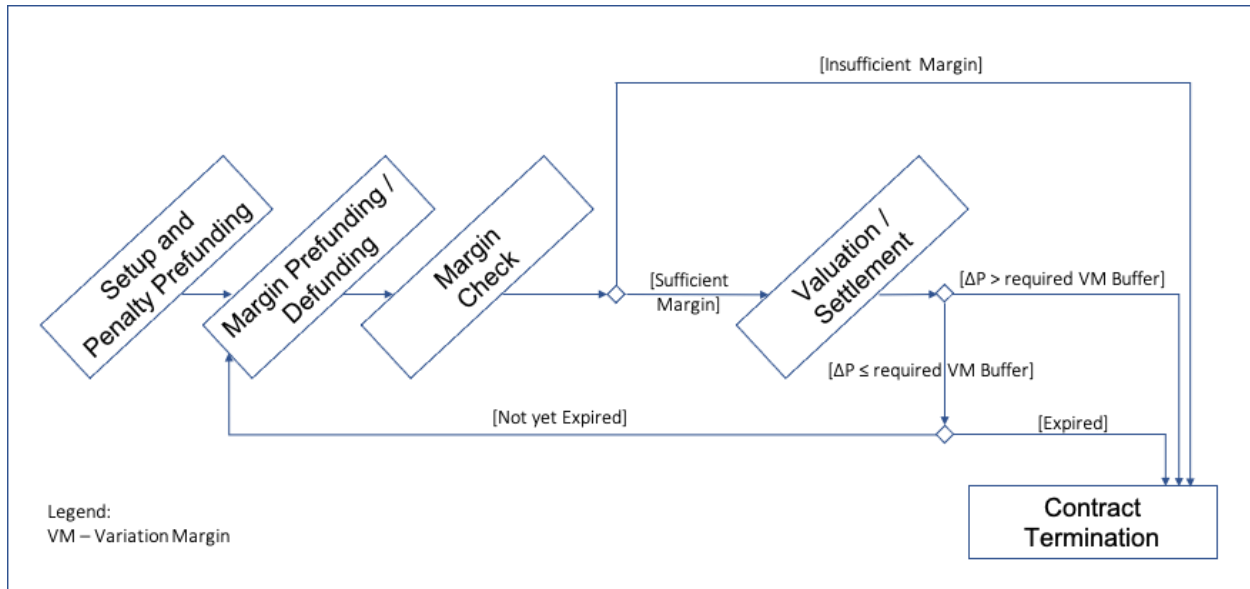 [Insufficient Margin]
Setup and
Penalty Prefunding
Margin Prefunding /
Defunding
Margin
Check
[Sufficient
Margin]
Valuation /
Settlement
[ΔP > required VM Buffer]
[ΔP ≤ required VM Buffer]
[Not yet Expired]
[Expired]
Legend:
VM – Variation Margin
Contract
Termination